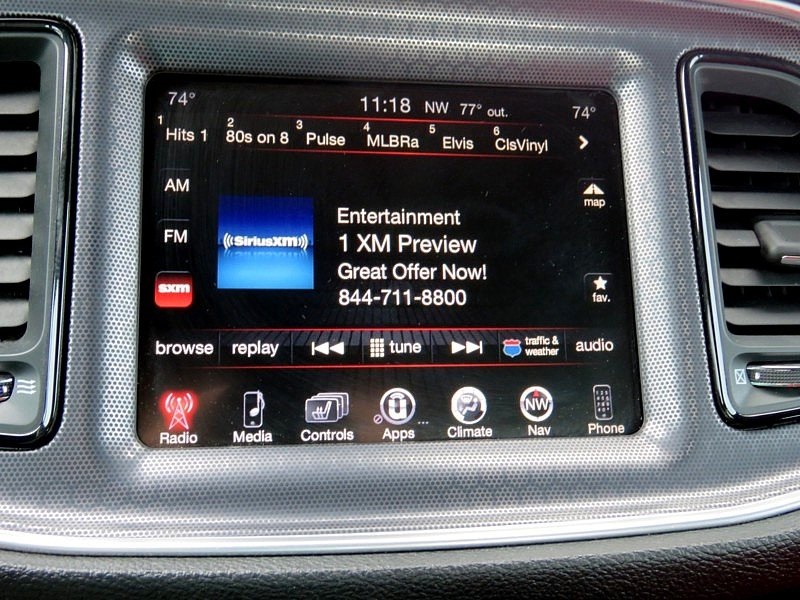 74° 11:18 NW 77° out. 74°
1 Hits 1 2 80s on 8 3 Pulse 4 MLBRa 5 Elvis 6 ClsVinyl
AM
map
FM
SiriusXM
Entertainment
1 XM Preview
Great Offer Now!
844-711-8800
sxm
fav.
browse replay tune traffic & weather audio
U NW
Radio Media Controls Apps Climate Nav Phone